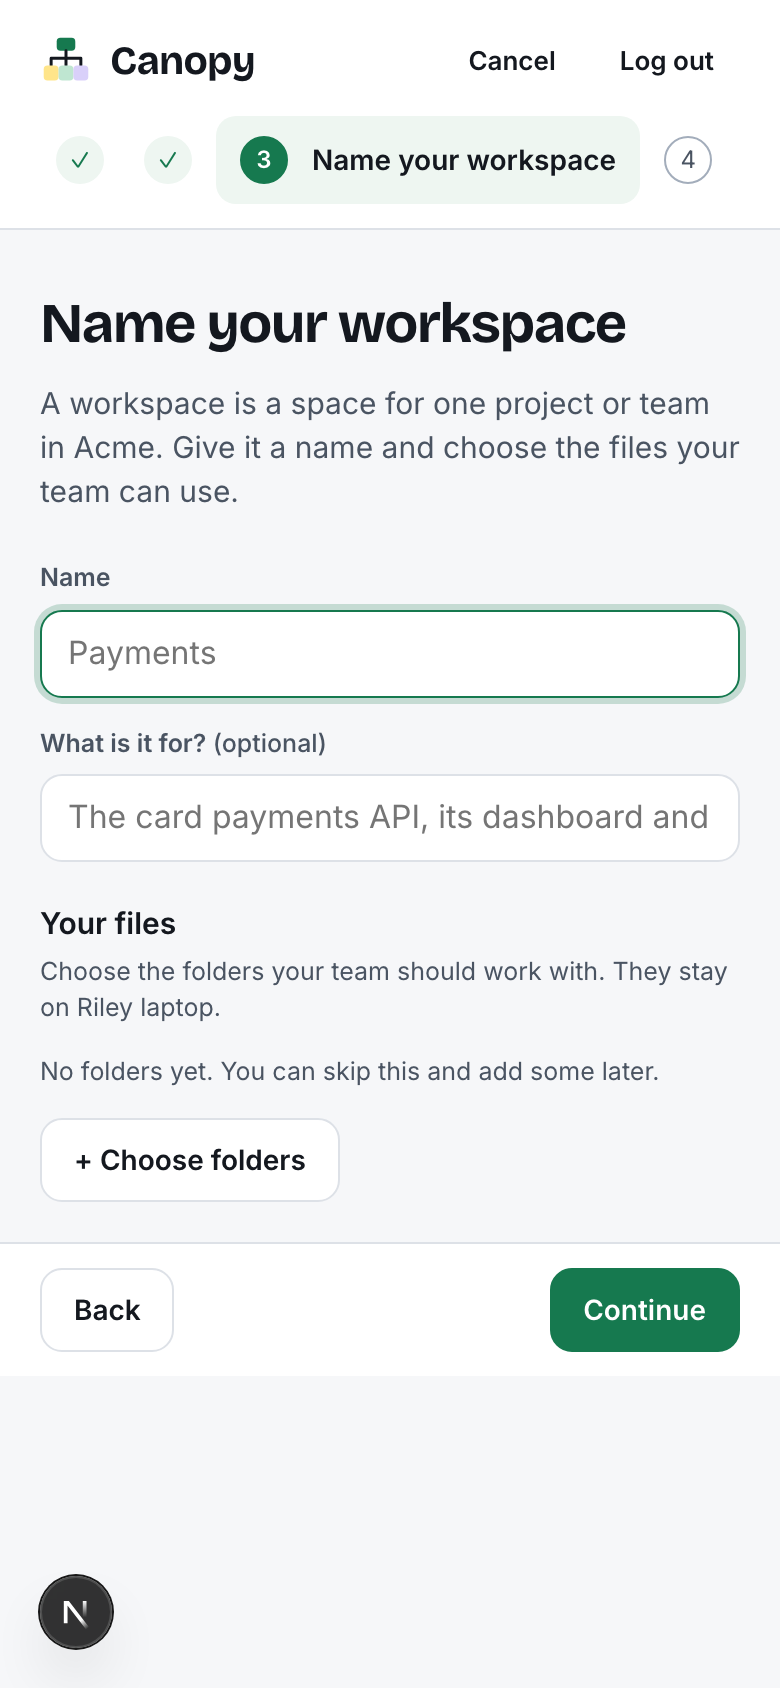 Canopy
Cancel
Log out
3
Name your workspace
4
Name your workspace
A workspace is a space for one project or team
in Acme. Give it a name and choose the files your
team can use.
Name
Payments
What is it for? (optional)
The card payments API, its dashboard and
Your files
Choose the folders your team should work with. They stay
on Riley laptop.
No folders yet. You can skip this and add some later.
+ Choose folders
Back
Continue
N